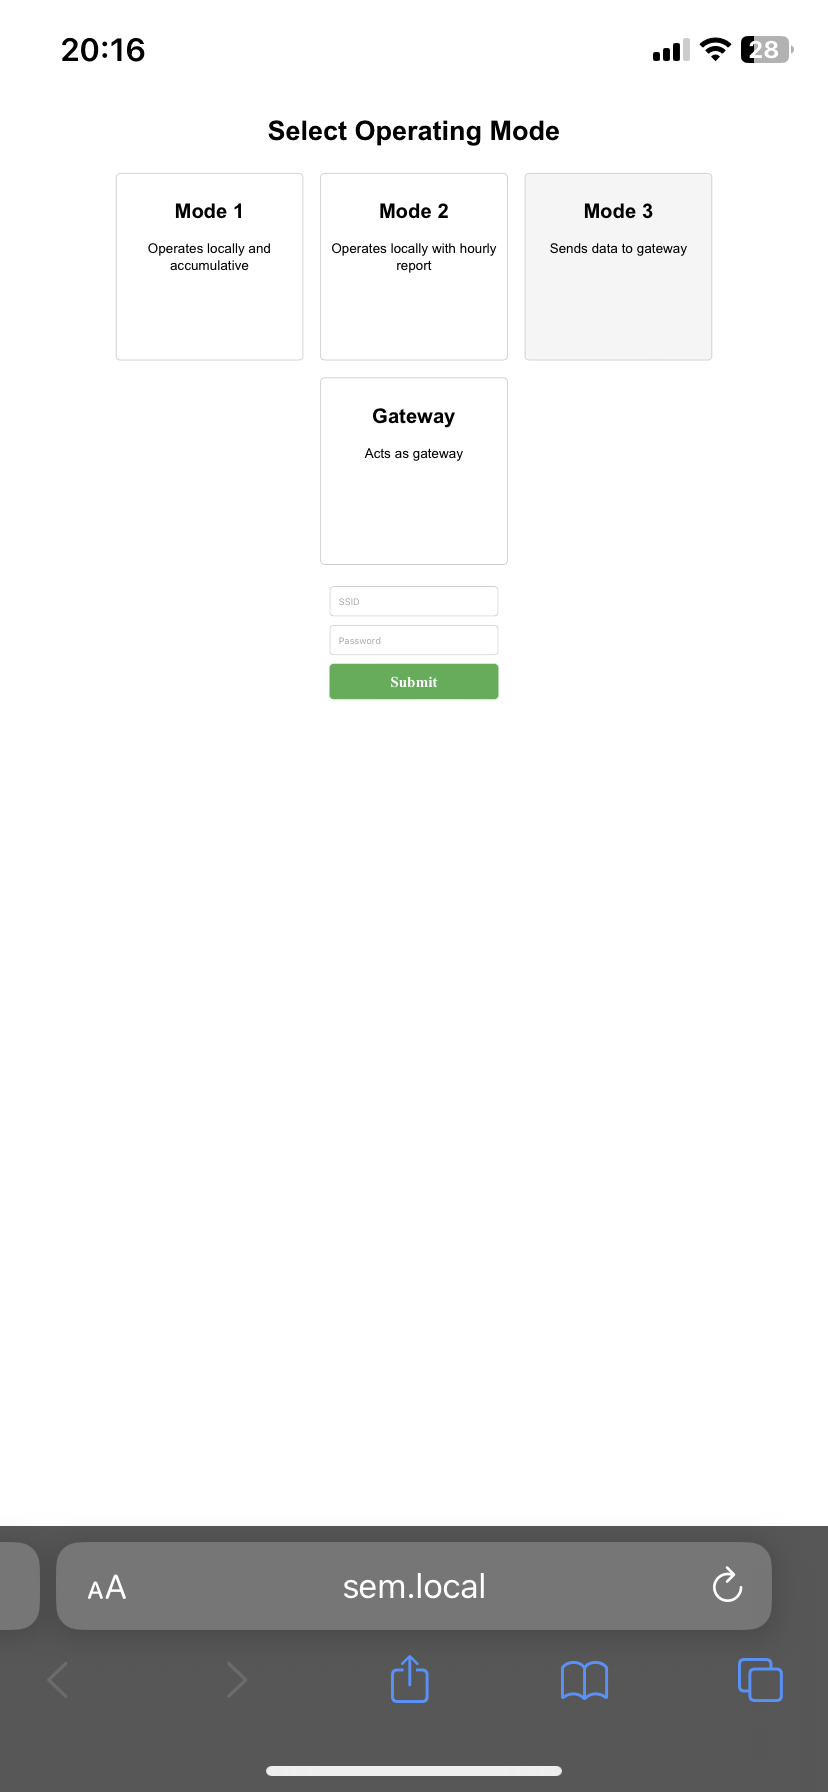 20:16
28
Select Operating Mode
Mode 1
Operates locally and
accumulative
Mode 2
Operates locally with hourly
report
Mode 3
Sends data to gateway
Gateway
Acts as gateway
SSID
Password
Submit
AA
sem.local